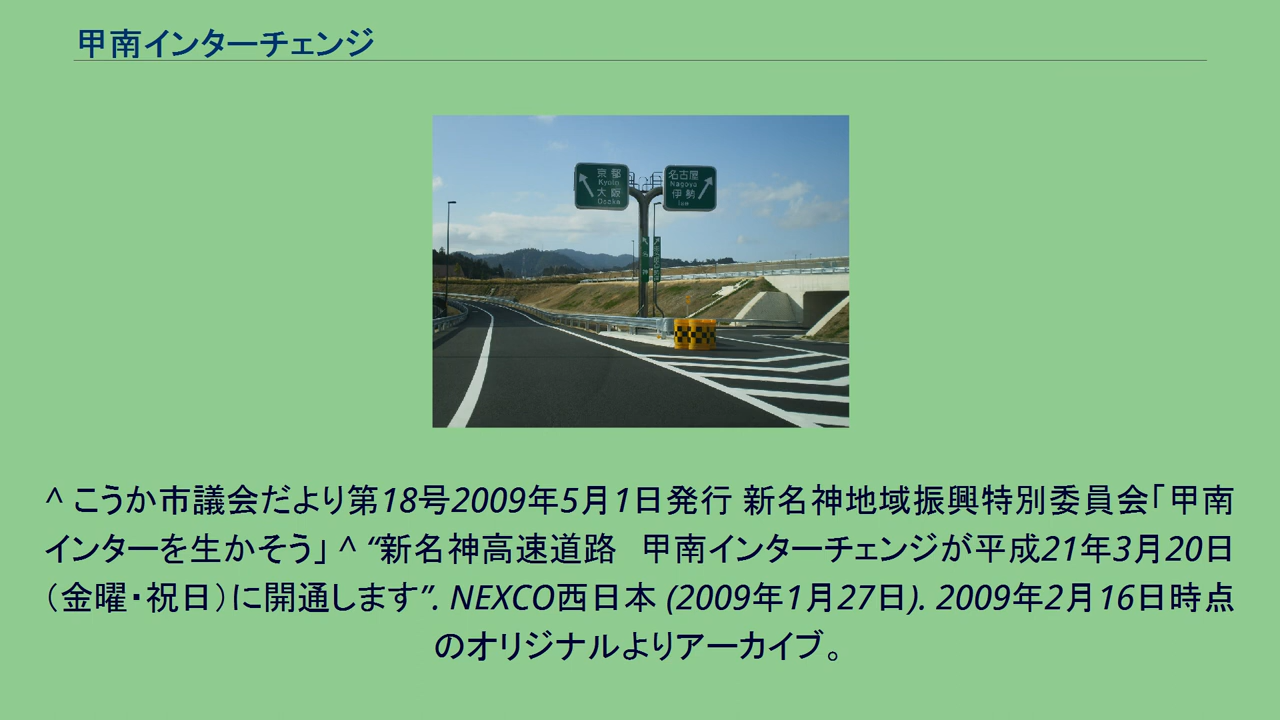 甲南インターチェンジ
京都
Kyoto
大阪
Osaka
名古屋
Nagoya
伊勢
Ise
^ こうか市議会だより第18号2009年5月1日発行 新名神地域振興特別委員会「甲南
インターを生かそう」 ^ “新名神高速道路　甲南インターチェンジが平成21年3月20日
（金曜・祝日）に開通します”. NEXCO西日本 (2009年1月27日). 2009年2月16日時点
のオリジナルよりアーカイブ。